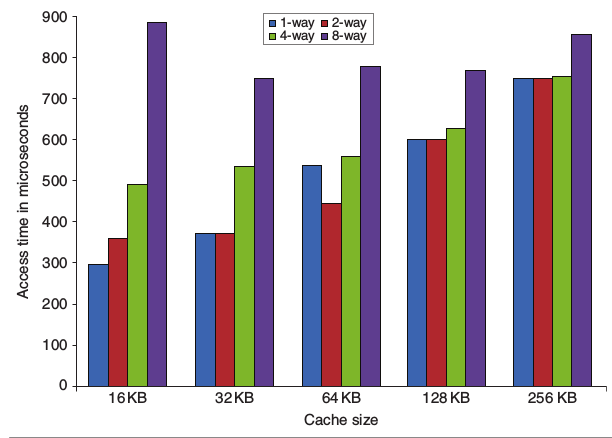 1-way 2-way
4-way 8-way
Access time in microseconds
900
800
700
600
500
400
300
200
100
0
16 KB 32 KB 64 KB 128 KB 256 KB
Cache size